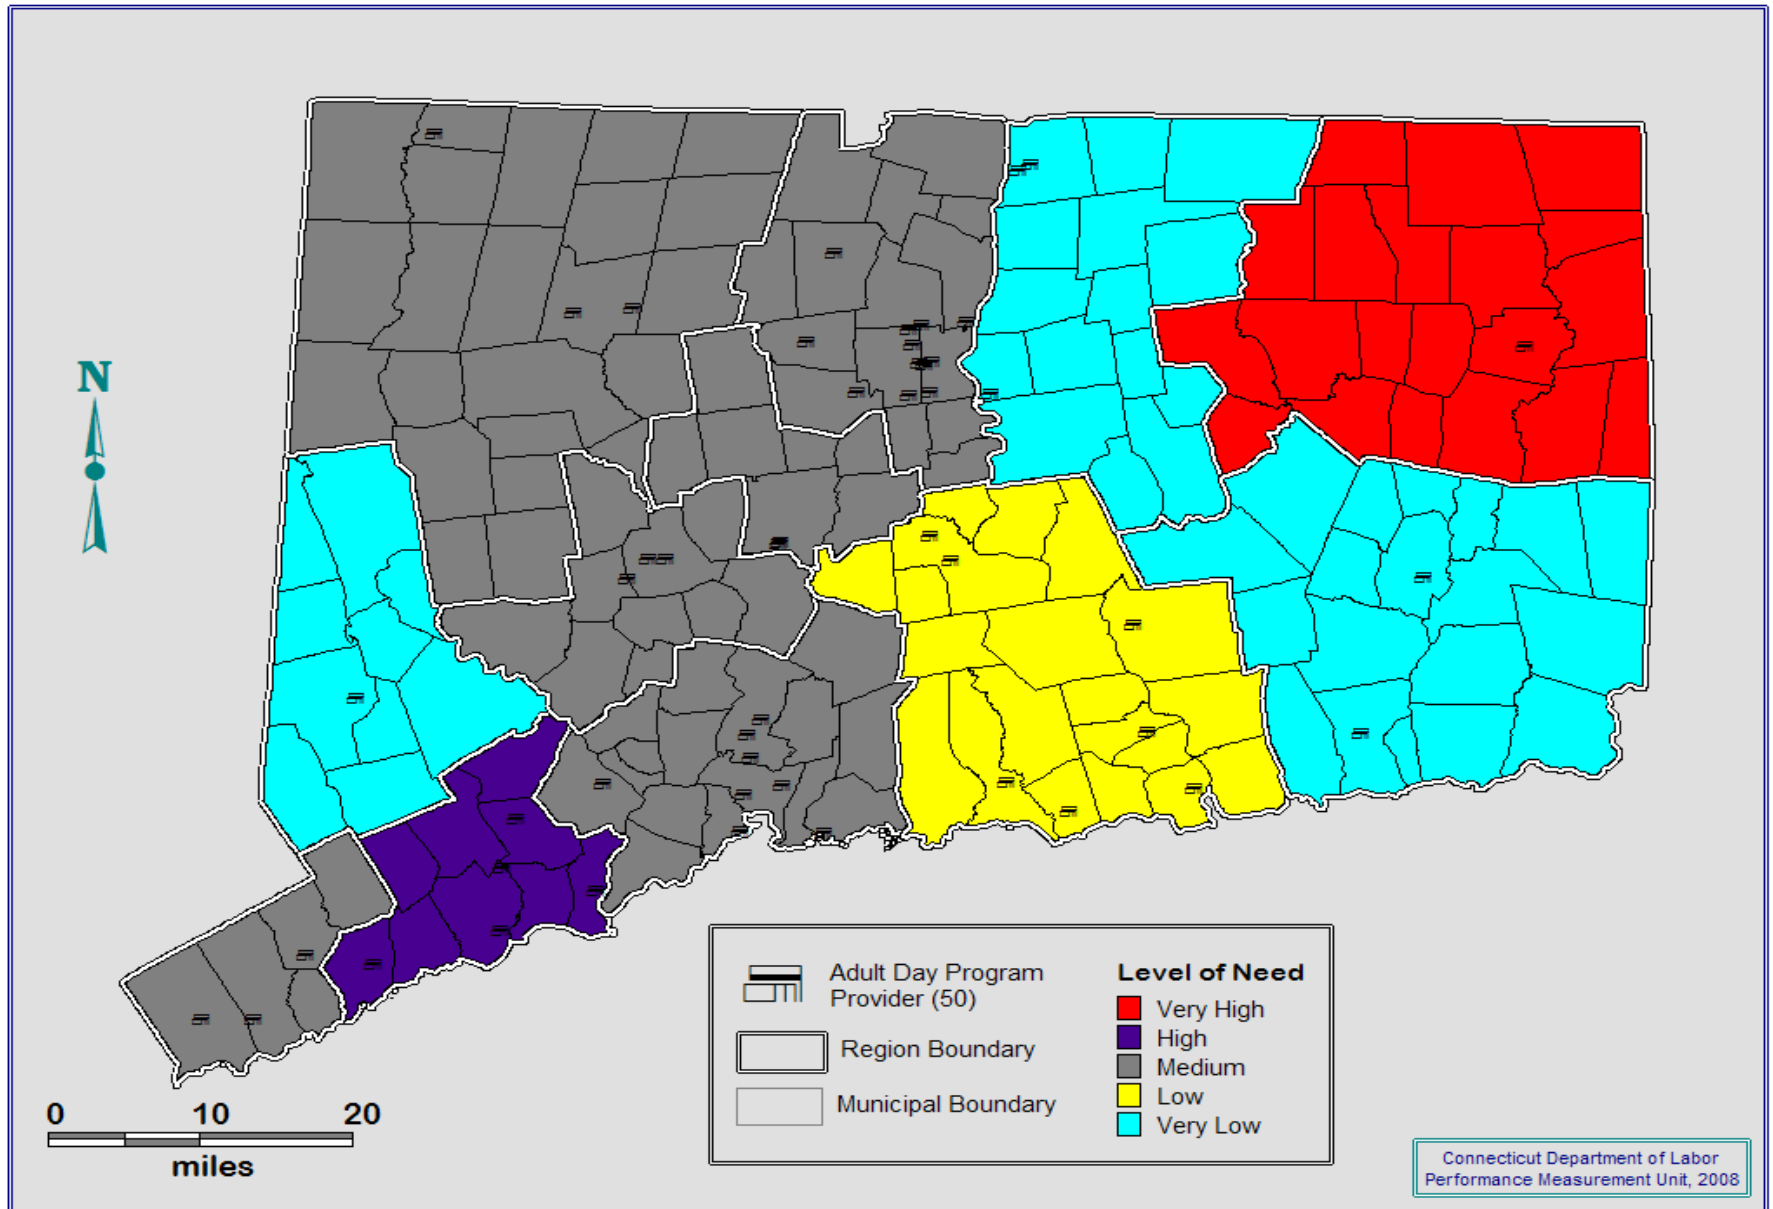 N
Adult Day Program
Provider (50)
Region Boundary
Municipal Boundary
Level of Need
Very High
High
Medium
Low
Very Low
0 10 20
miles
Connecticut Department of Labor
Performance Measurement Unit, 2008